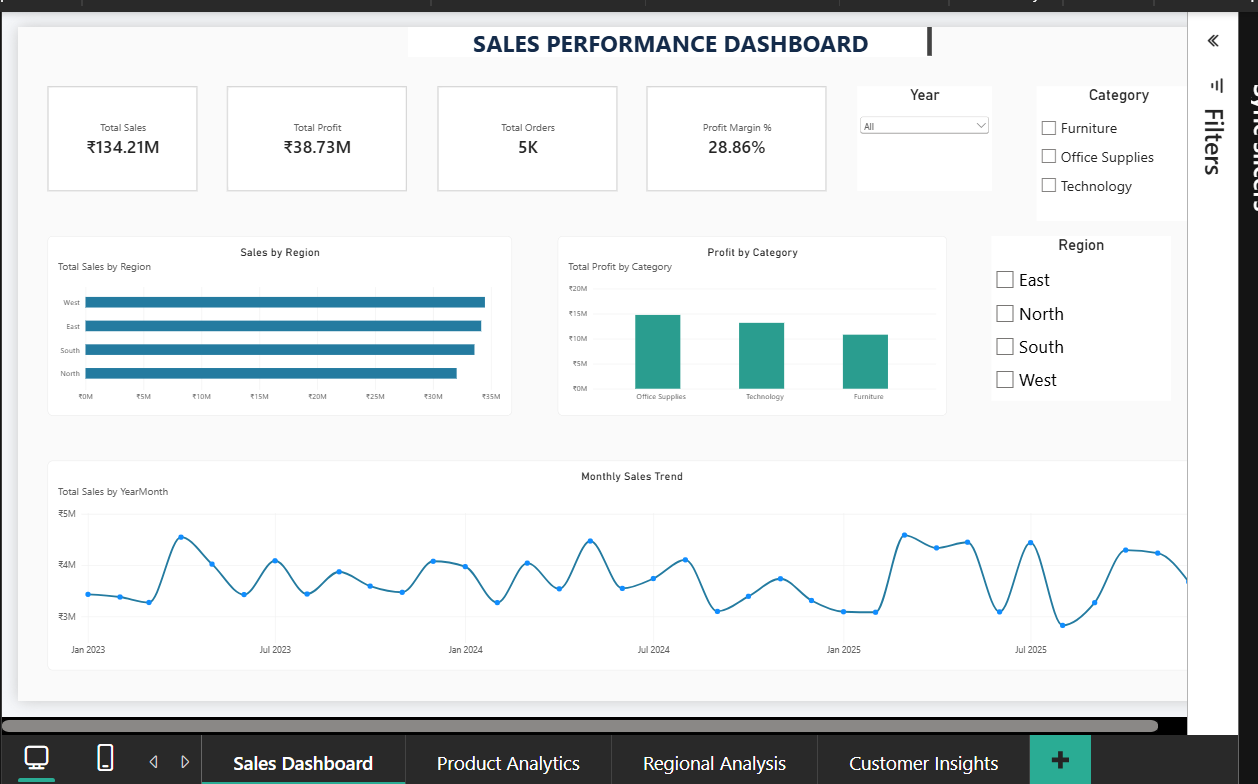 SALES PERFORMANCE DASHBOARD
Total Sales
₹134.21M
Total Profit
₹38.73M
Total Orders
5K
Profit Margin %
28.86%
Year
All
Category
Furniture
Office Supplies
Technology
Filters
Sales by Region
Total Sales by Region
West
East
South
North
₹0M ₹5M ₹10M ₹15M ₹20M ₹25M ₹30M ₹35M
Profit by Category
Total Profit by Category
₹20M
₹15M
₹10M
₹5M
₹0M
Office Supplies Technology Furniture
Region
East
North
South
West
Monthly Sales Trend
Total Sales by YearMonth
₹5M
₹4M
₹3M
Jan 2023 Jul 2023 Jan 2024 Jul 2024 Jan 2025 Jul 2025
Sales Dashboard Product Analytics Regional Analysis Customer Insights